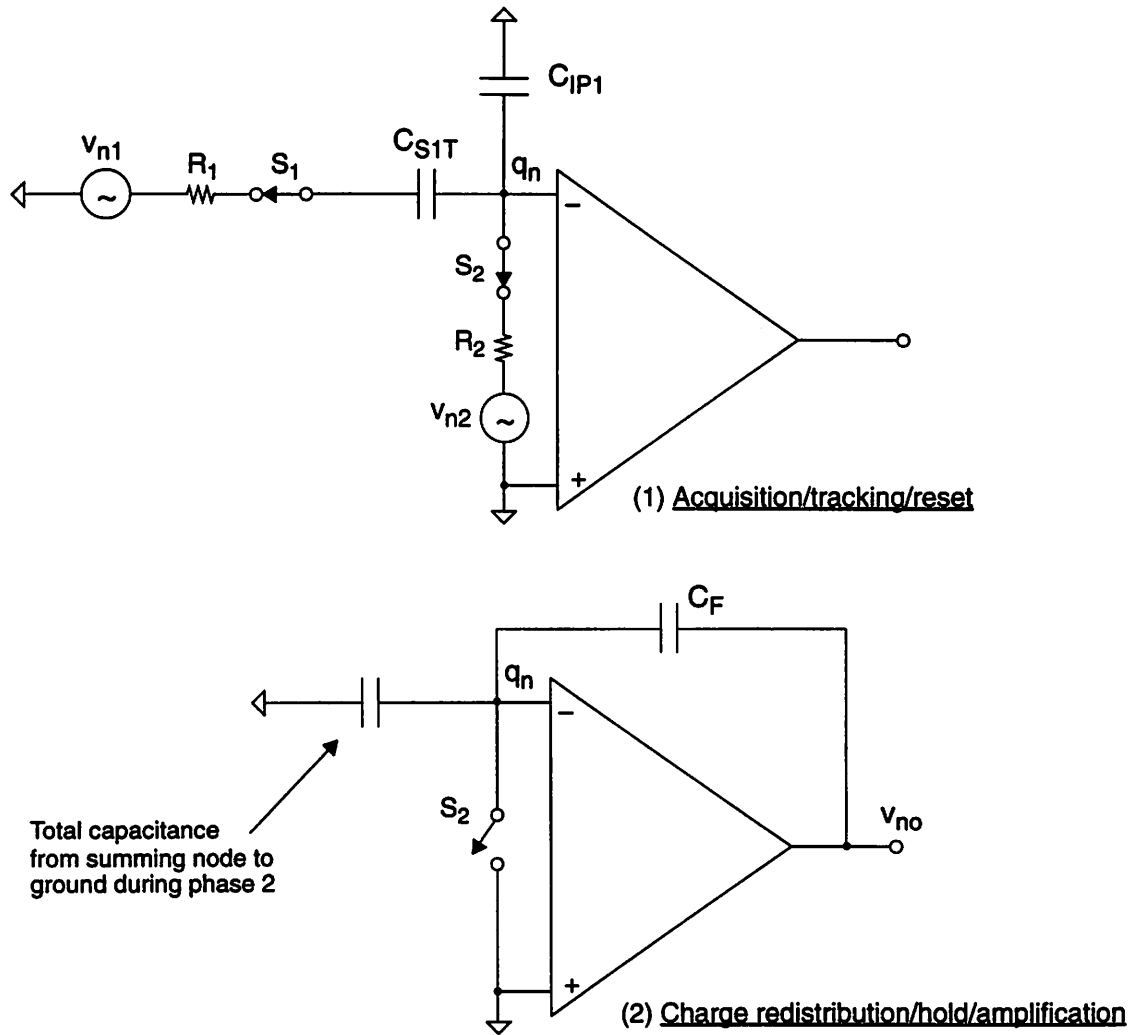 C_IP1
v_n1
R_1
S_1
C_S1T
q_n
−
S_2
R_2
v_n2
~
~
+
(1) Acquisition/tracking/reset
C_F
q_n
−
S_2
v_no
Total capacitance
from summing node to
ground during phase 2
+
(2) Charge redistribution/hold/amplification